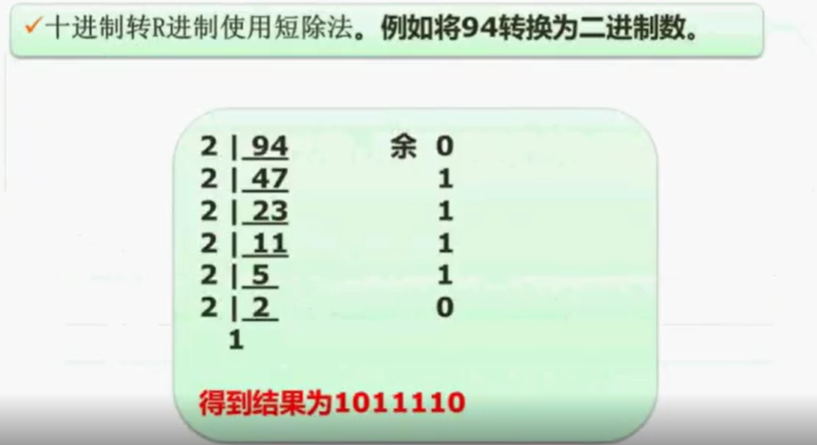 ✓十进制转R进制使用短除法。例如将94转换为二进制数。
2 | 94 余 0
2 | 47 1
2 | 23 1
2 | 11 1
2 | 5 1
2 | 2 0
1
得到结果为1011110